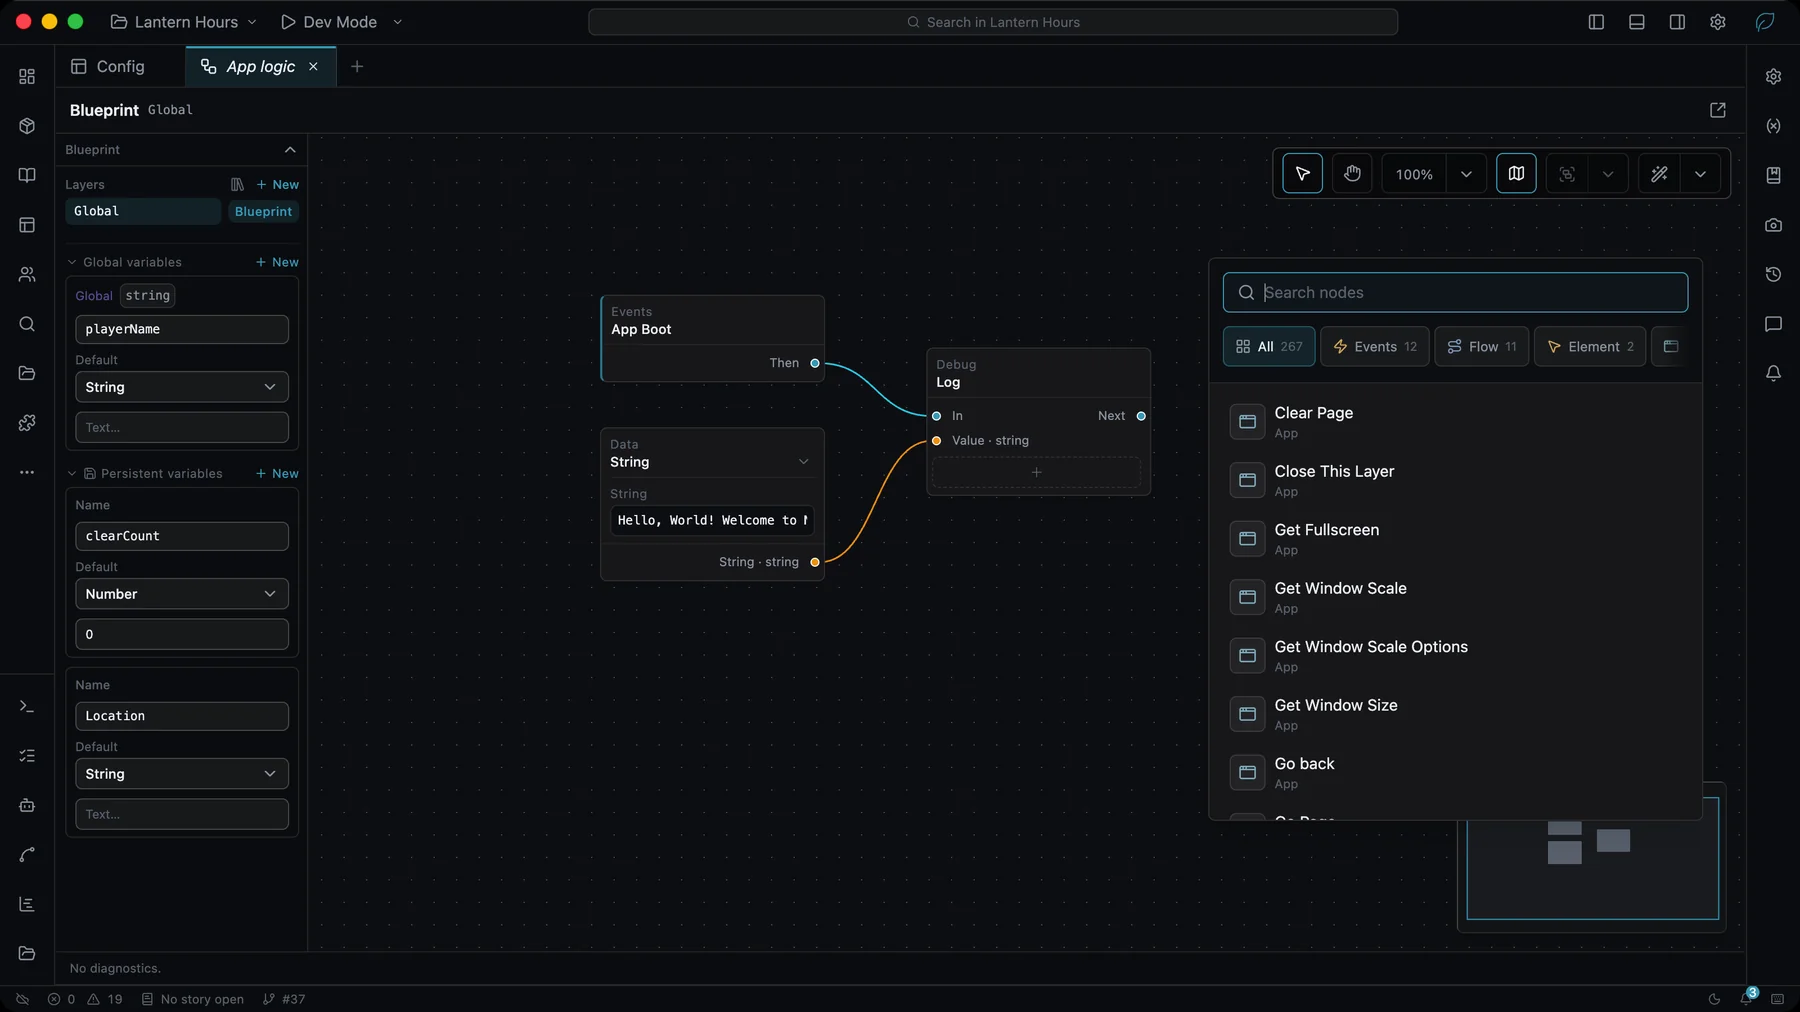 Lantern Hours
Dev Mode
Search in Lantern Hours
Config
App logic
Blueprint Global
Blueprint
Layers
New
Global
Blueprint
Global variables
New
Global string
playerName
Default
String
Text...
Persistent variables
New
Name
clearCount
Default
Number
0
Name
Location
Default
String
Text...
Events
App Boot
Then
Data
String
String
Hello, World! Welcome to
String · string
Debug
Log
In
Next
Value · string
100%
Search nodes
All 267
Events 12
Flow 11
Element 2
Clear Page
App
Close This Layer
App
Get Fullscreen
App
Get Window Scale
App
Get Window Scale Options
App
Get Window Size
App
Go back
App
No diagnostics.
0
19
No story open
#37
3